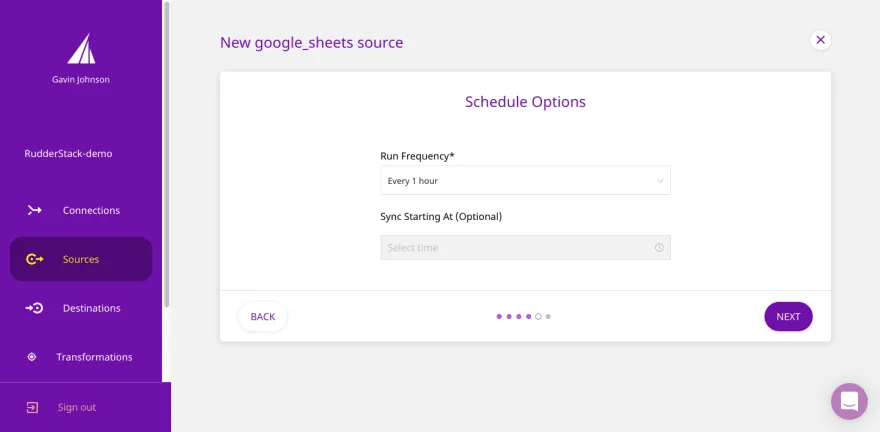 Gavin Johnson
RudderStack-demo
Connections
Sources
Destinations
Transformations
Sign out
New google_sheets source
Schedule Options
Run Frequency*
Every 1 hour
Sync Starting At (Optional)
Select time
BACK
NEXT